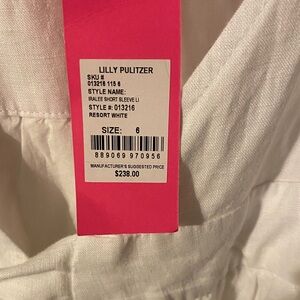 LILLY PULITZER
SKU #
013216 115 6
STYLE NAME:
IRALEE SHORT SLEEVE LI
STYLE #: 013216
RESORT WHITE
SIZE: 6
889069 970956
MANUFACTURER'S SUGGESTED PRICE
$238.00